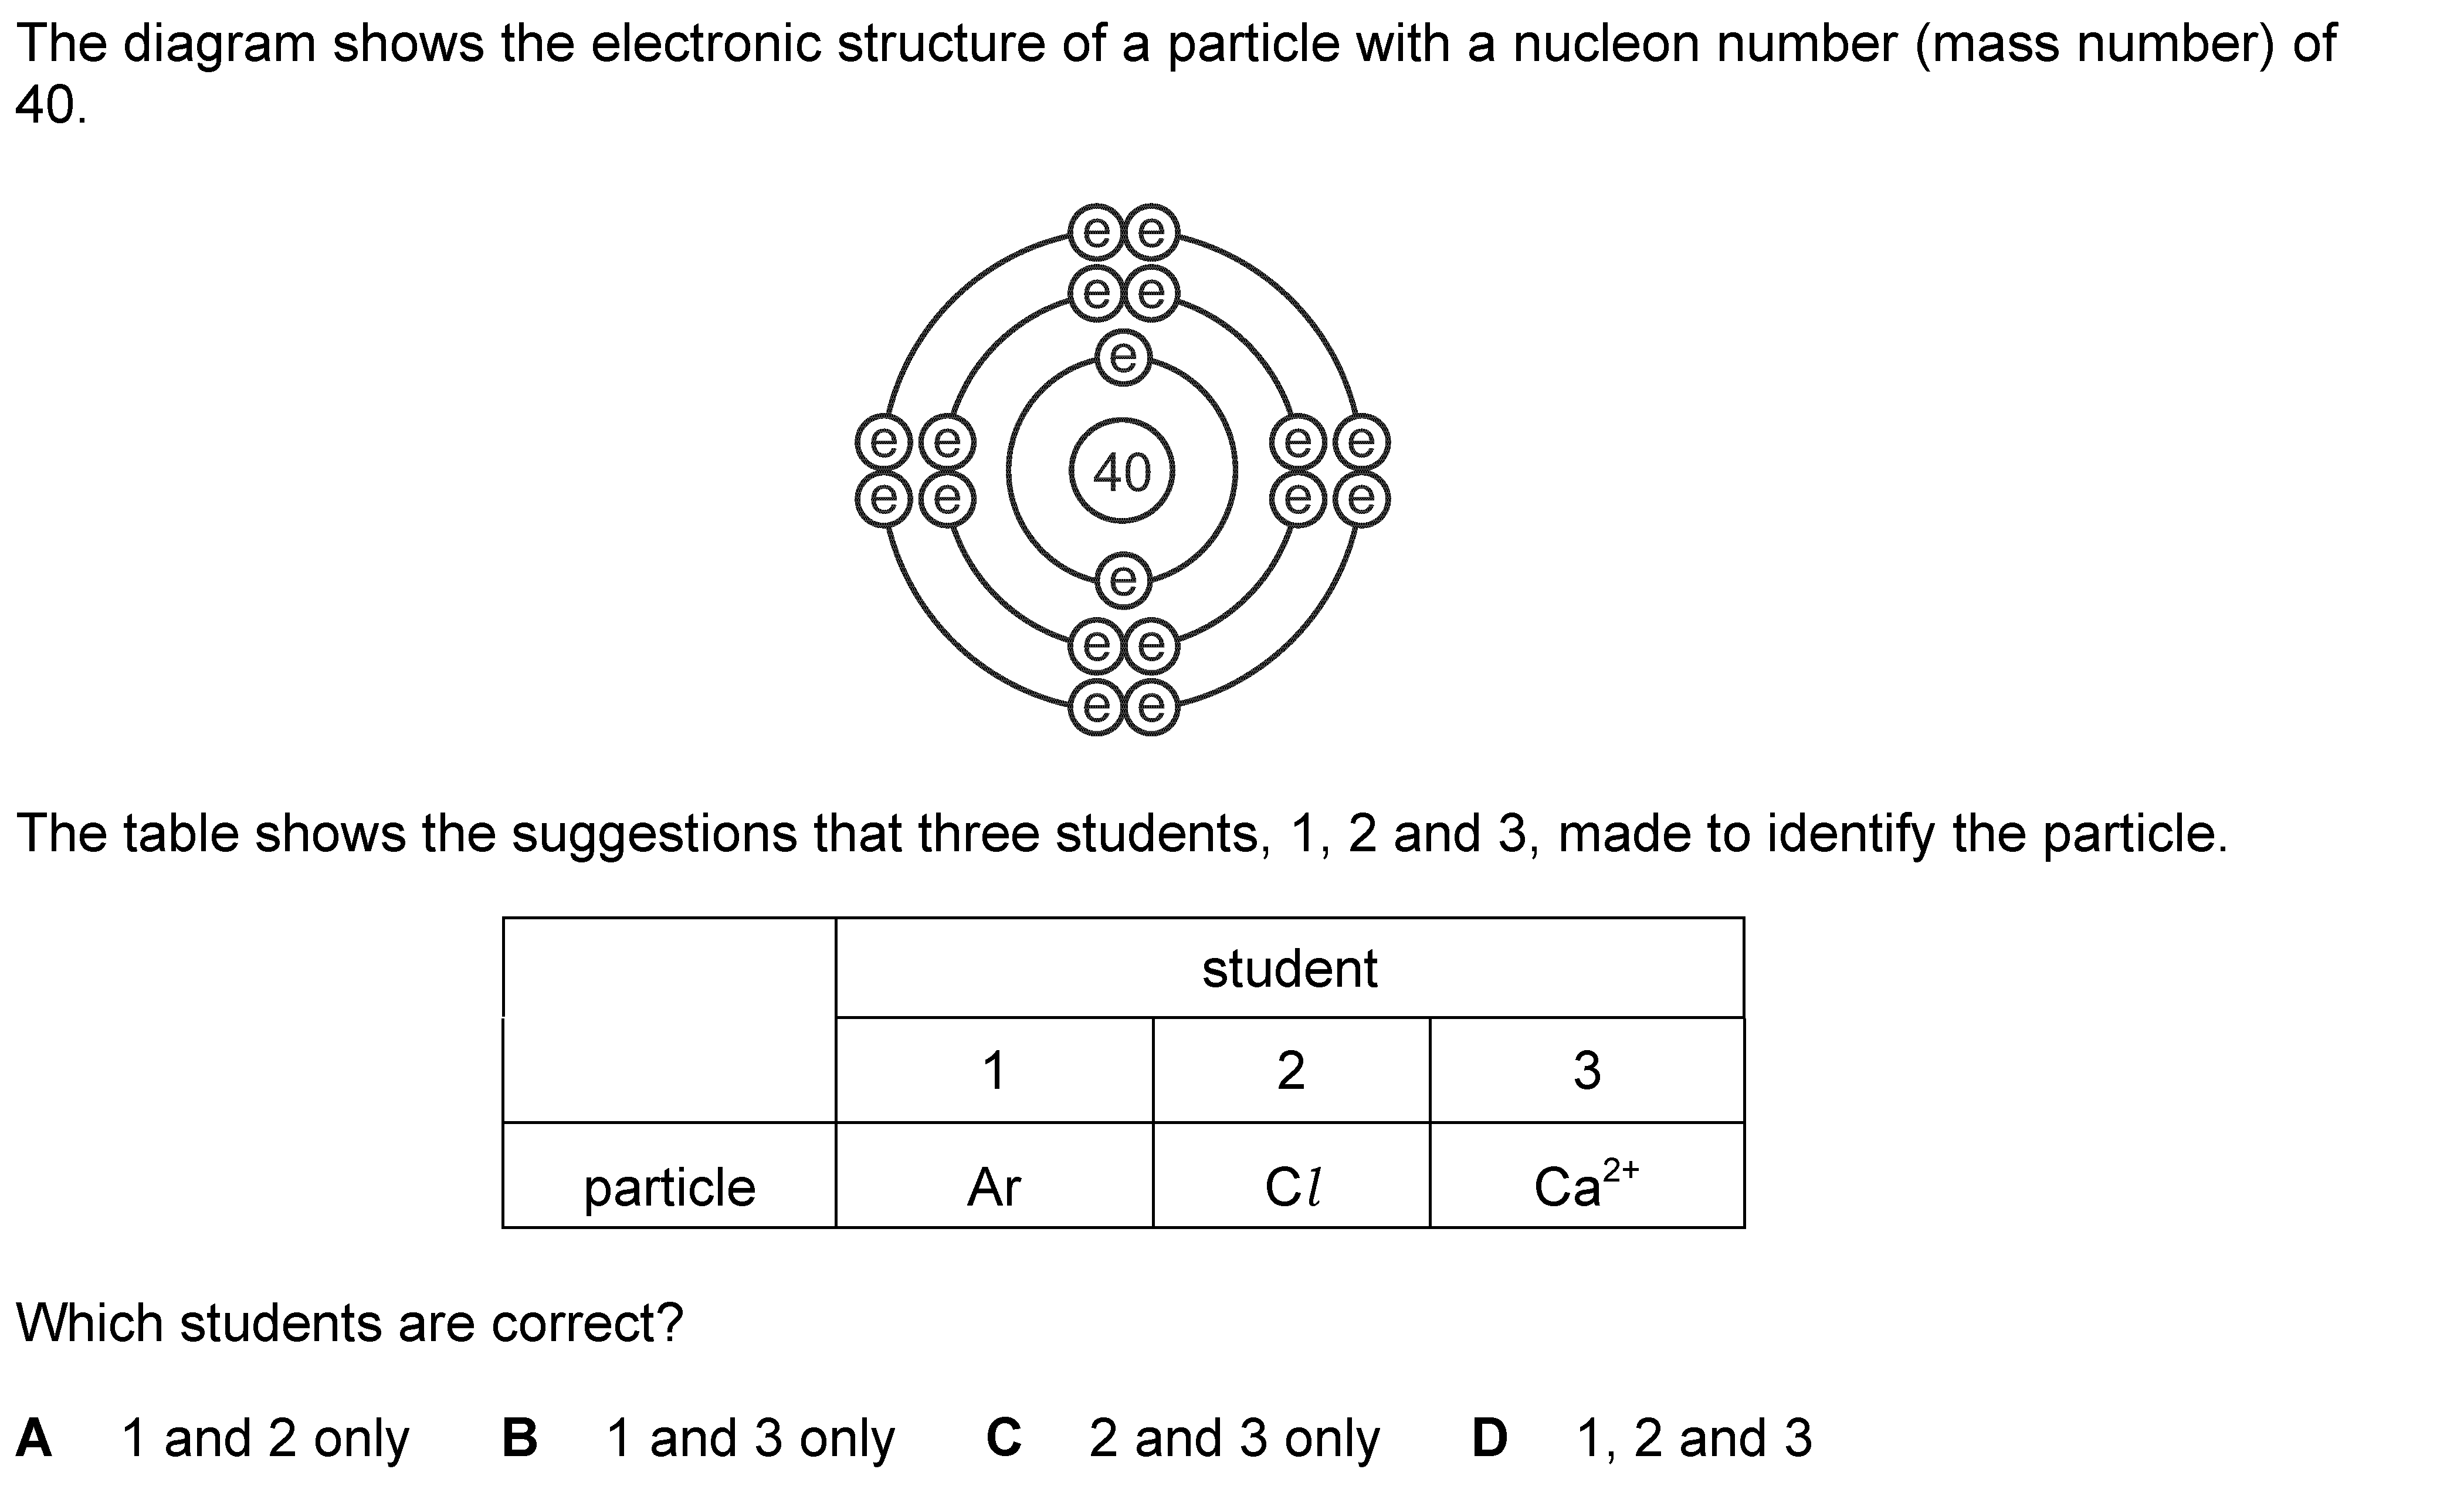 The diagram shows the electronic structure of a particle with a nucleon number (mass number) of
40.
e e
e e
e
e e e e
40
e e e e
e
e e
e e
The table shows the suggestions that three students, 1, 2 and 3, made to identify the particle.
student
1 2 3
particle Ar Cl Ca²⁺
Which students are correct?
A 1 and 2 only B 1 and 3 only C 2 and 3 only D 1, 2 and 3